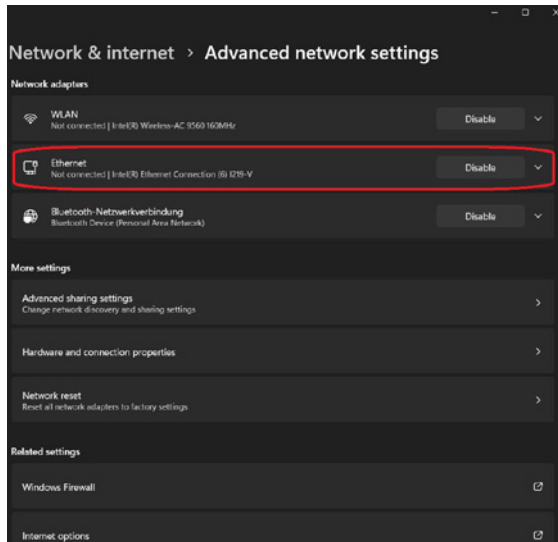 Network & internet > Advanced network settings
Network adapters
WLAN
Not connected | Intel(R) Wireless-AC 9560 160MHz
Disable
Ethernet
Not connected | Intel(R) Ethernet Connection (6) I219-V
Disable
Bluetooth-Netzwerkverbindung
Bluetooth Device (Personal Area Network)
Disable
More settings
Advanced sharing settings
Change network discovery and sharing settings
Hardware and connection properties
Network reset
Reset all network adapters to factory settings
Related settings
Windows Firewall
Internet options